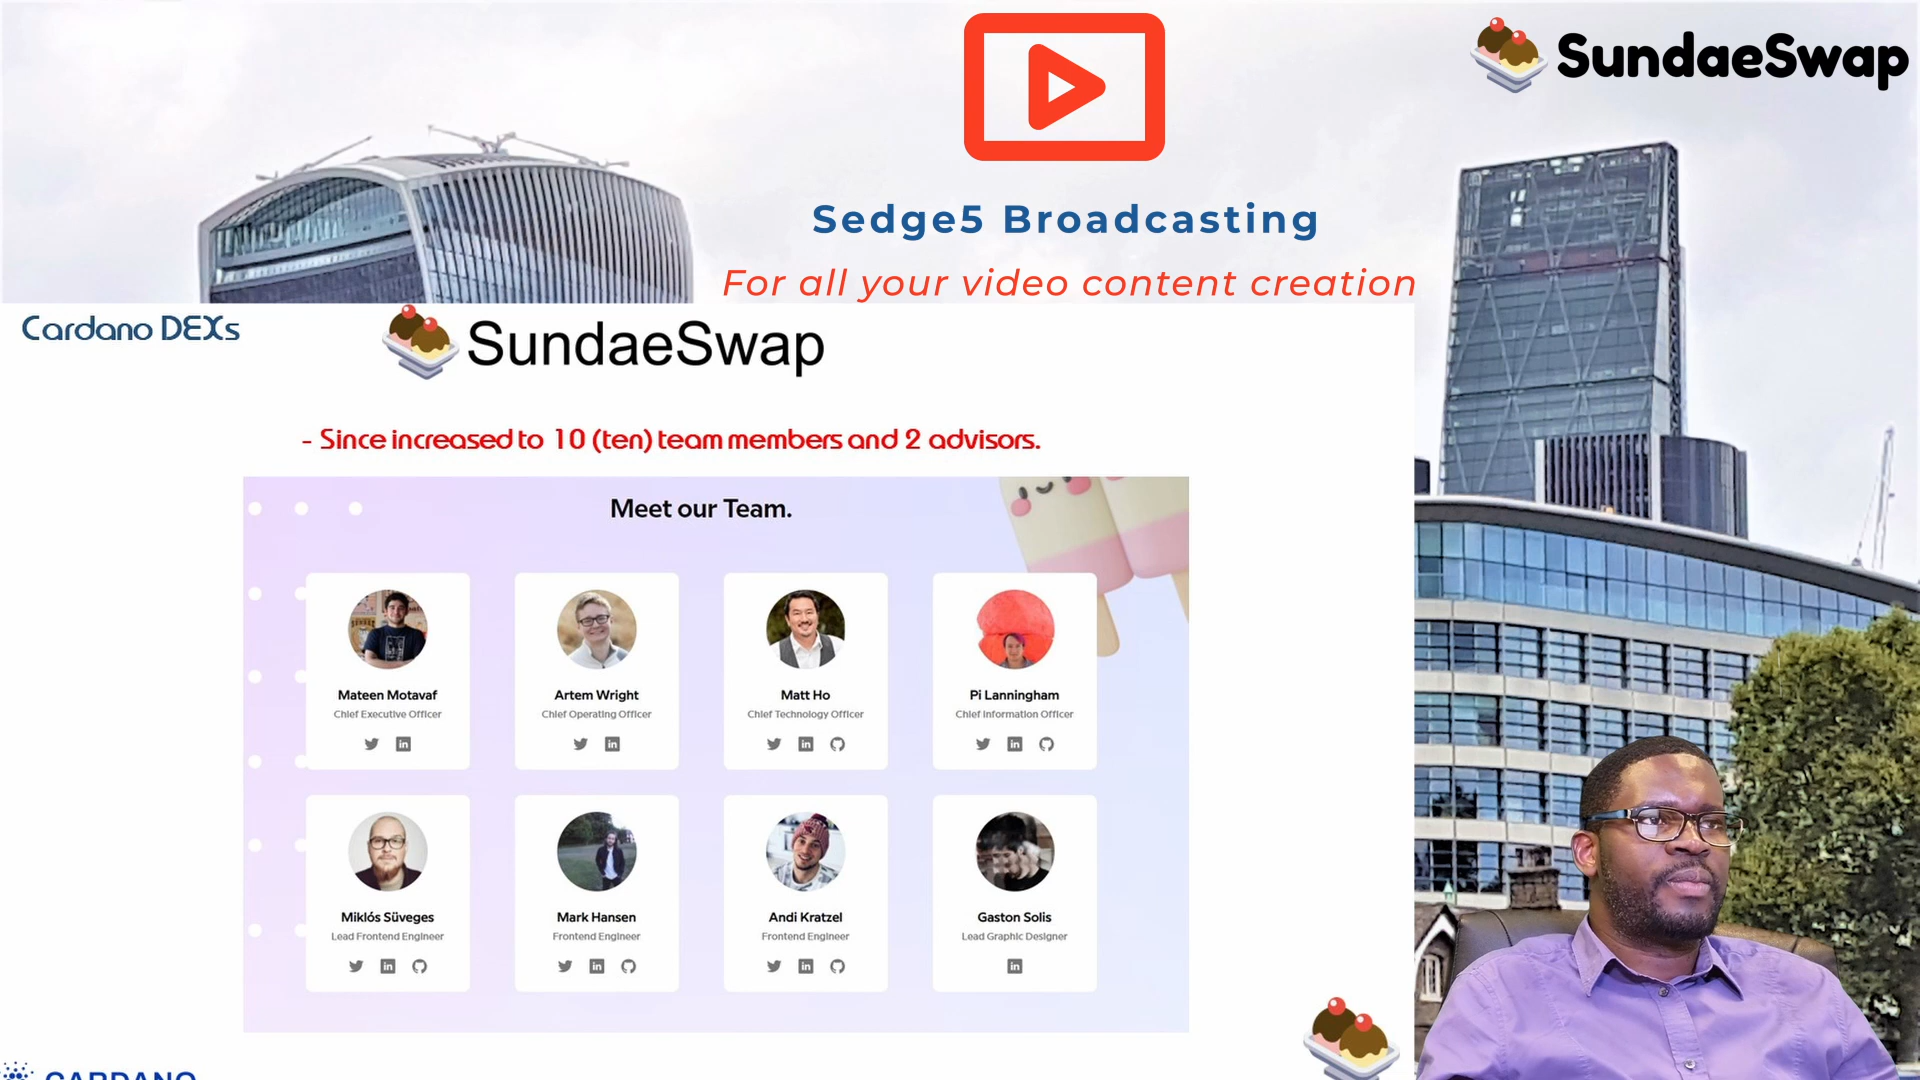 SundaeSwap
Sedge5 Broadcasting
For all your video content creation
Cardano DEXs
SundaeSwap
- Since increased to 10 (ten) team members and 2 advisors.
Meet our Team.
Mateen Motavaf
Chief Executive Officer
Artem Wright
Chief Operating Officer
Matt Ho
Chief Technology Officer
Pi Lanningham
Chief Information Officer
Miklós Süveges
Lead Frontend Engineer
Mark Hansen
Frontend Engineer
Andi Kratzel
Frontend Engineer
Gaston Solis
Lead Graphic Designer
CARDANO